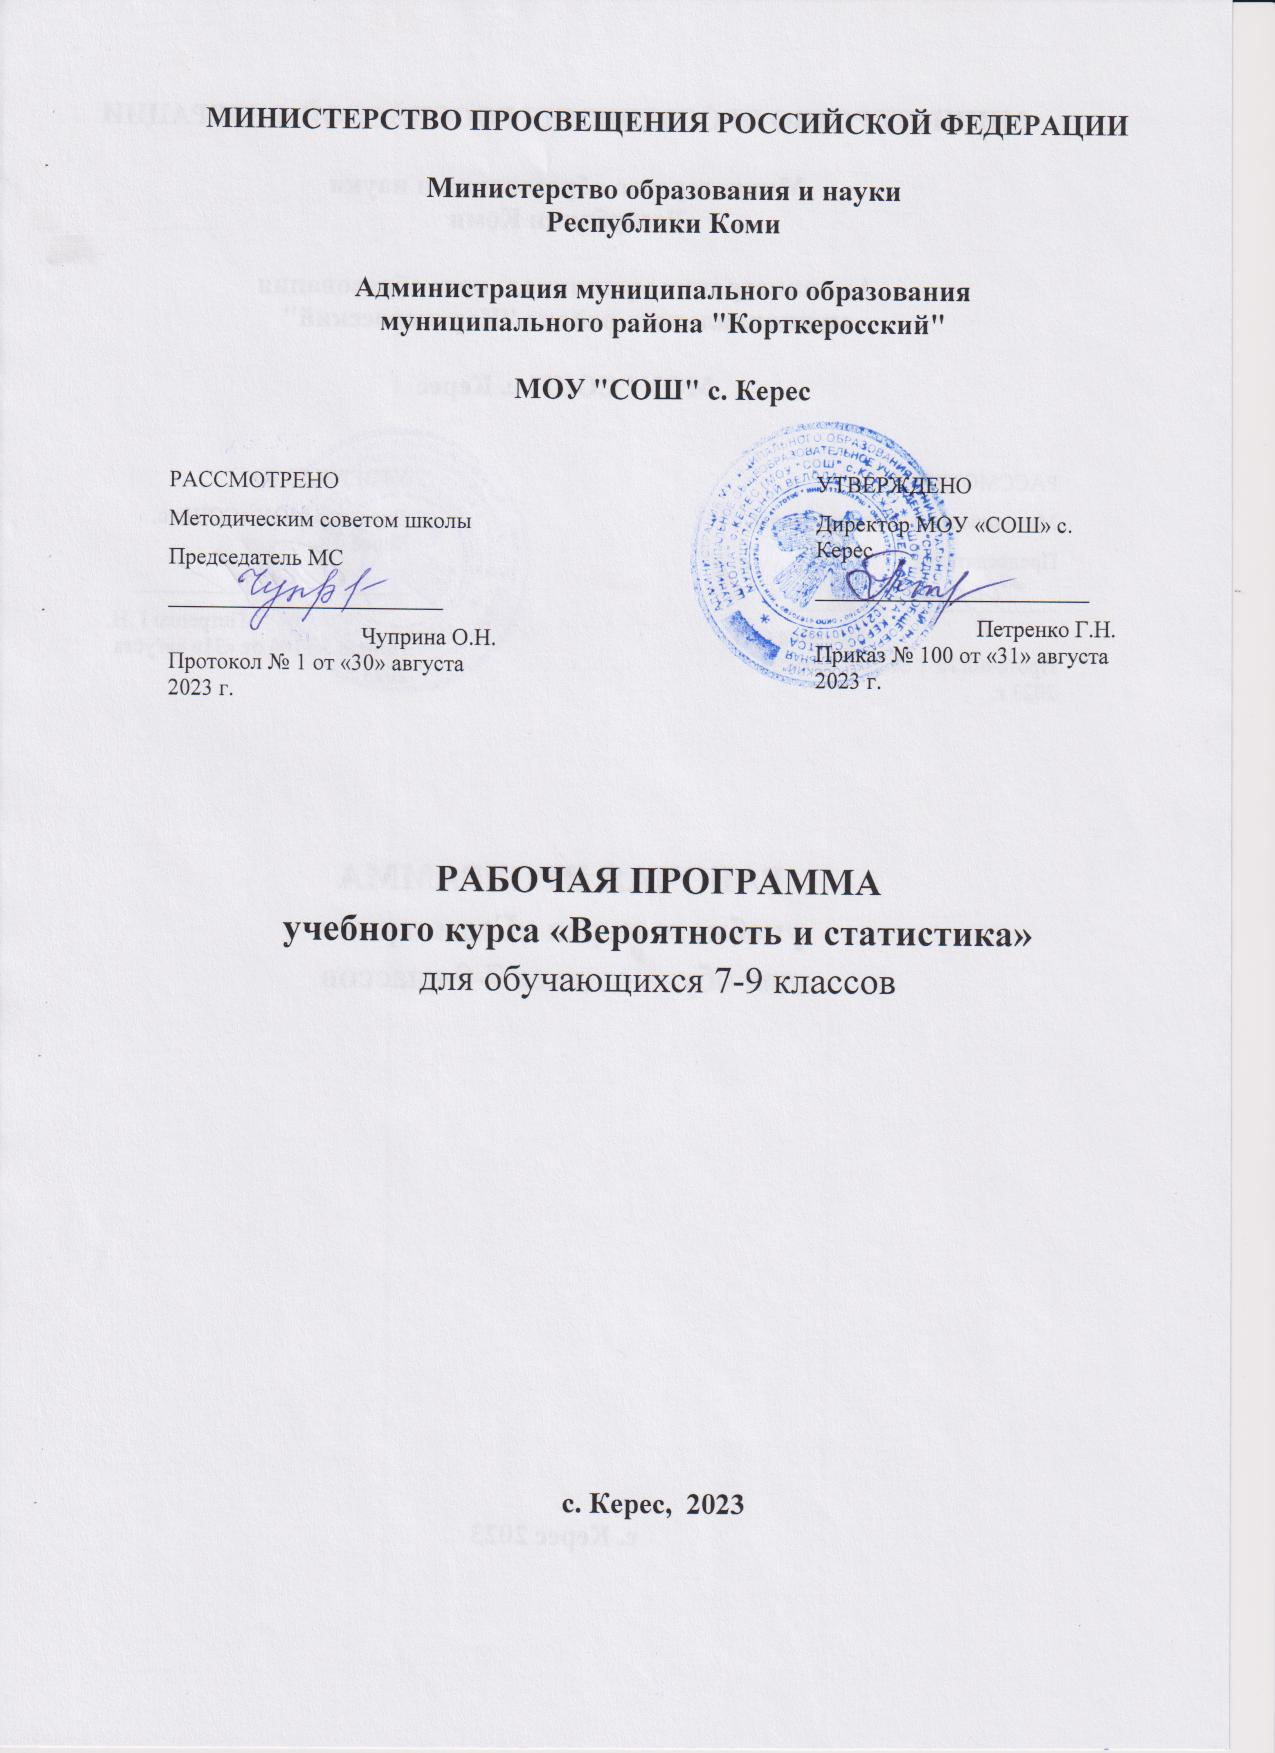 МИНИСТЕРСТВО ПРОСВЕЩЕНИЯ РОССИЙСКОЙ ФЕДЕРАЦИИ
Министерство образования и науки
Республики Коми
Администрация муниципального образования
муниципального района "Корткеросский"
МОУ "СОШ" с. Керес
РАССМОТРЕНО
Методическим советом школы
Председатель МС
Чуприна О.Н.
Протокол № 1 от «30» августа
2023 г.
УТВЕРЖДЕНО
Директор МОУ «СОШ» с.
Керес
Петренко Г.Н.
Приказ № 100 от «31» августа
2023 г.
РАБОЧАЯ ПРОГРАММА
учебного курса «Вероятность и статистика»
для обучающихся 7-9 классов
с. Керес, 2023